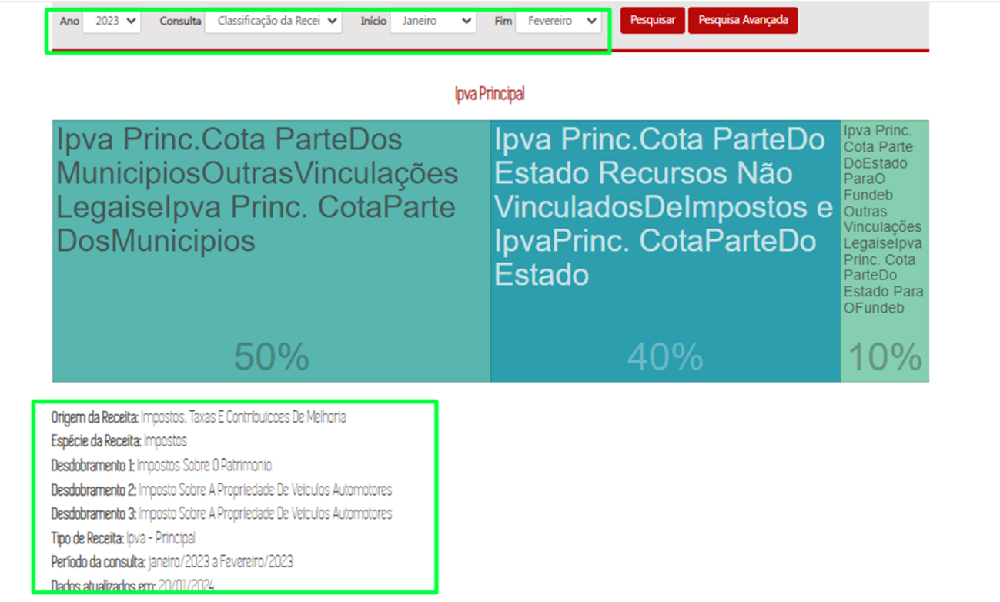 Ano 2023 Consulta Classificação da Recei Início Janeiro Fim Fevereiro Pesquisar Pesquisa Avançada
Ipva Principal
Ipva Princ.Cota ParteDos
MunicipiosOutrasVinculações
LegaiseIpva Princ. CotaParte
DosMunicipios
50%
Ipva Princ.Cota ParteDo
Estado Recursos Não
VinculadosDeImpostos e
IpvaPrinc. CotaParteDo
Estado
40%
Ipva Princ.
Cota Parte
DoEstado
ParaO
Fundeb
Outras
Vinculações
LegaiseIpva
Princ. Cota
ParteDo
Estado Para
OFundeb
10%
Origem da Receita: Impostos, Taxas E Contribuicoes De Melhoria
Espécie da Receita: Impostos
Desdobramento 1: Impostos Sobre O Patrimonio
Desdobramento 2: Imposto Sobre A Propriedade De Veiculos Automotores
Desdobramento 3: Imposto Sobre A Propriedade De Veiculos Automotores
Tipo de Receita: Ipva - Principal
Período da consulta: janeiro/2023 a Fevereiro/2023
Dados atualizados em: 20/01/2024